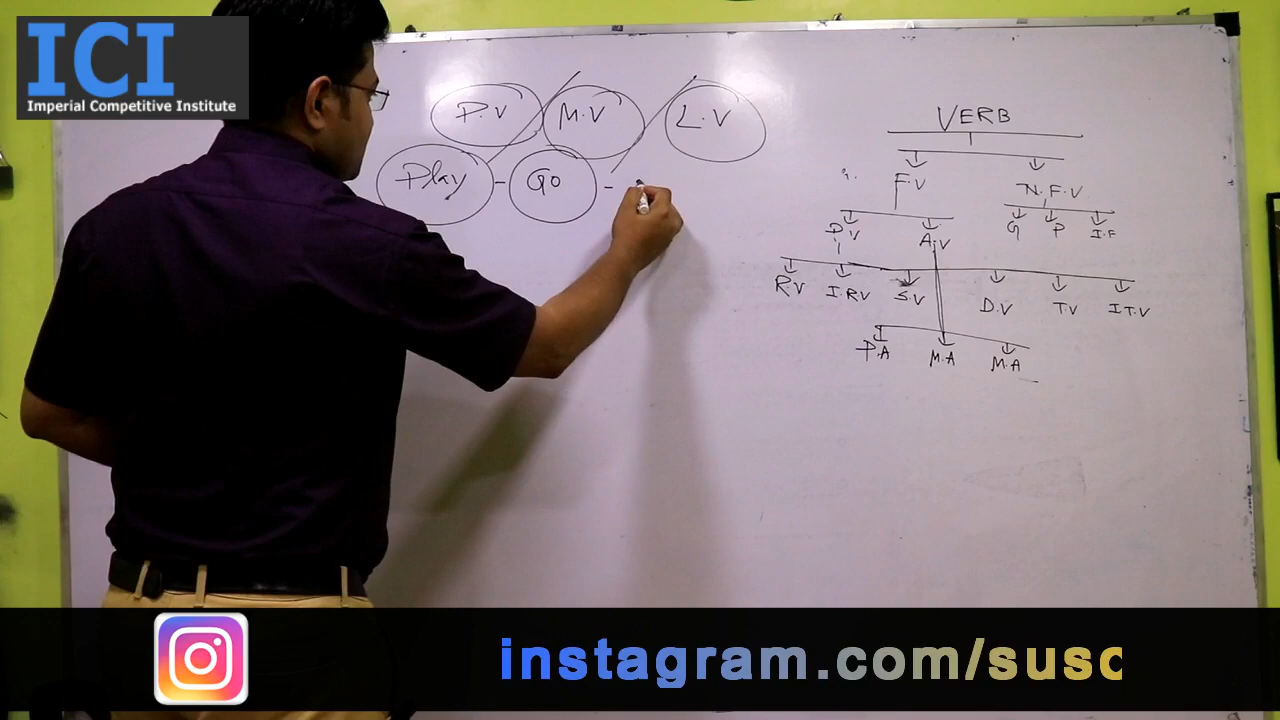 ICI
Imperial Competitive Institute
P.V M.V L.V
Play - GO -
VERB
F.V N.F.V
D.V A.V G P I.F
R.V I.R.V S.V D.V T.V I T.V
P.A M.A M.A
instagram.com/susc